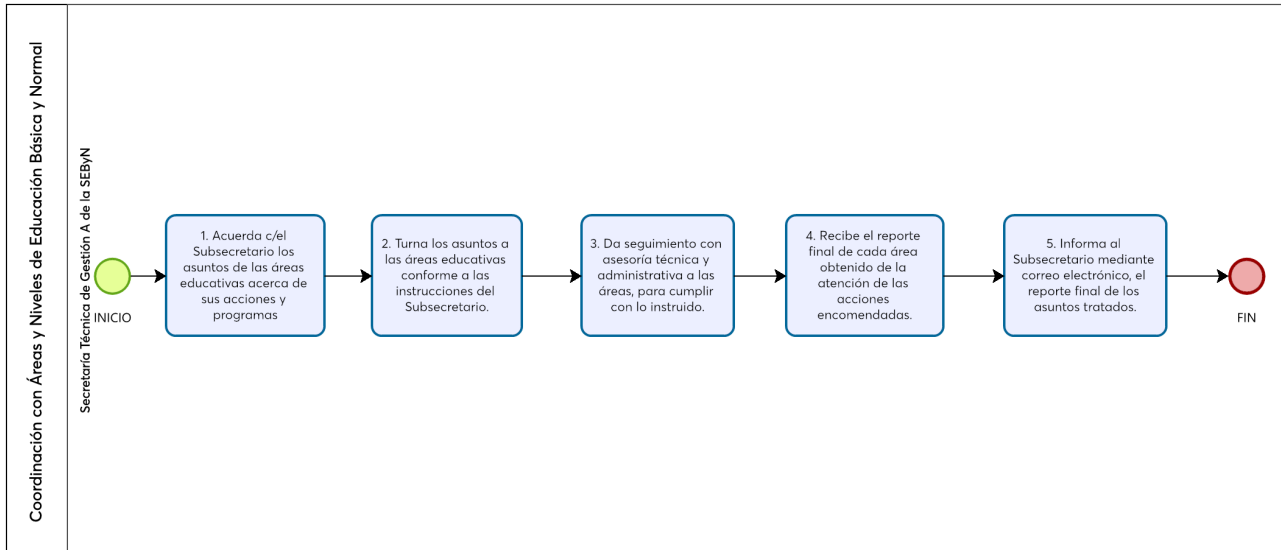 Coordinación con Áreas y Niveles de Educación Básica y Normal
Secretaría Técnica de Gestión A de la SEByN
INICIO
1. Acuerda c/el
Subsecretario los
asuntos de las áreas
educativas acerca de
sus acciones y
programas
2. Turna los asuntos a
las áreas educativas
conforme a las
instrucciones del
Subsecretario.
3. Da seguimiento con
asesoría técnica y
administrativa a las
áreas, para cumplir
con lo instruido.
4. Recibe el reporte
final de cada área
obtenido de la
atención de las
acciones
encomendadas.
5. Informa al
Subsecretario mediante
correo electrónico, el
reporte final de los
asuntos tratados.
FIN